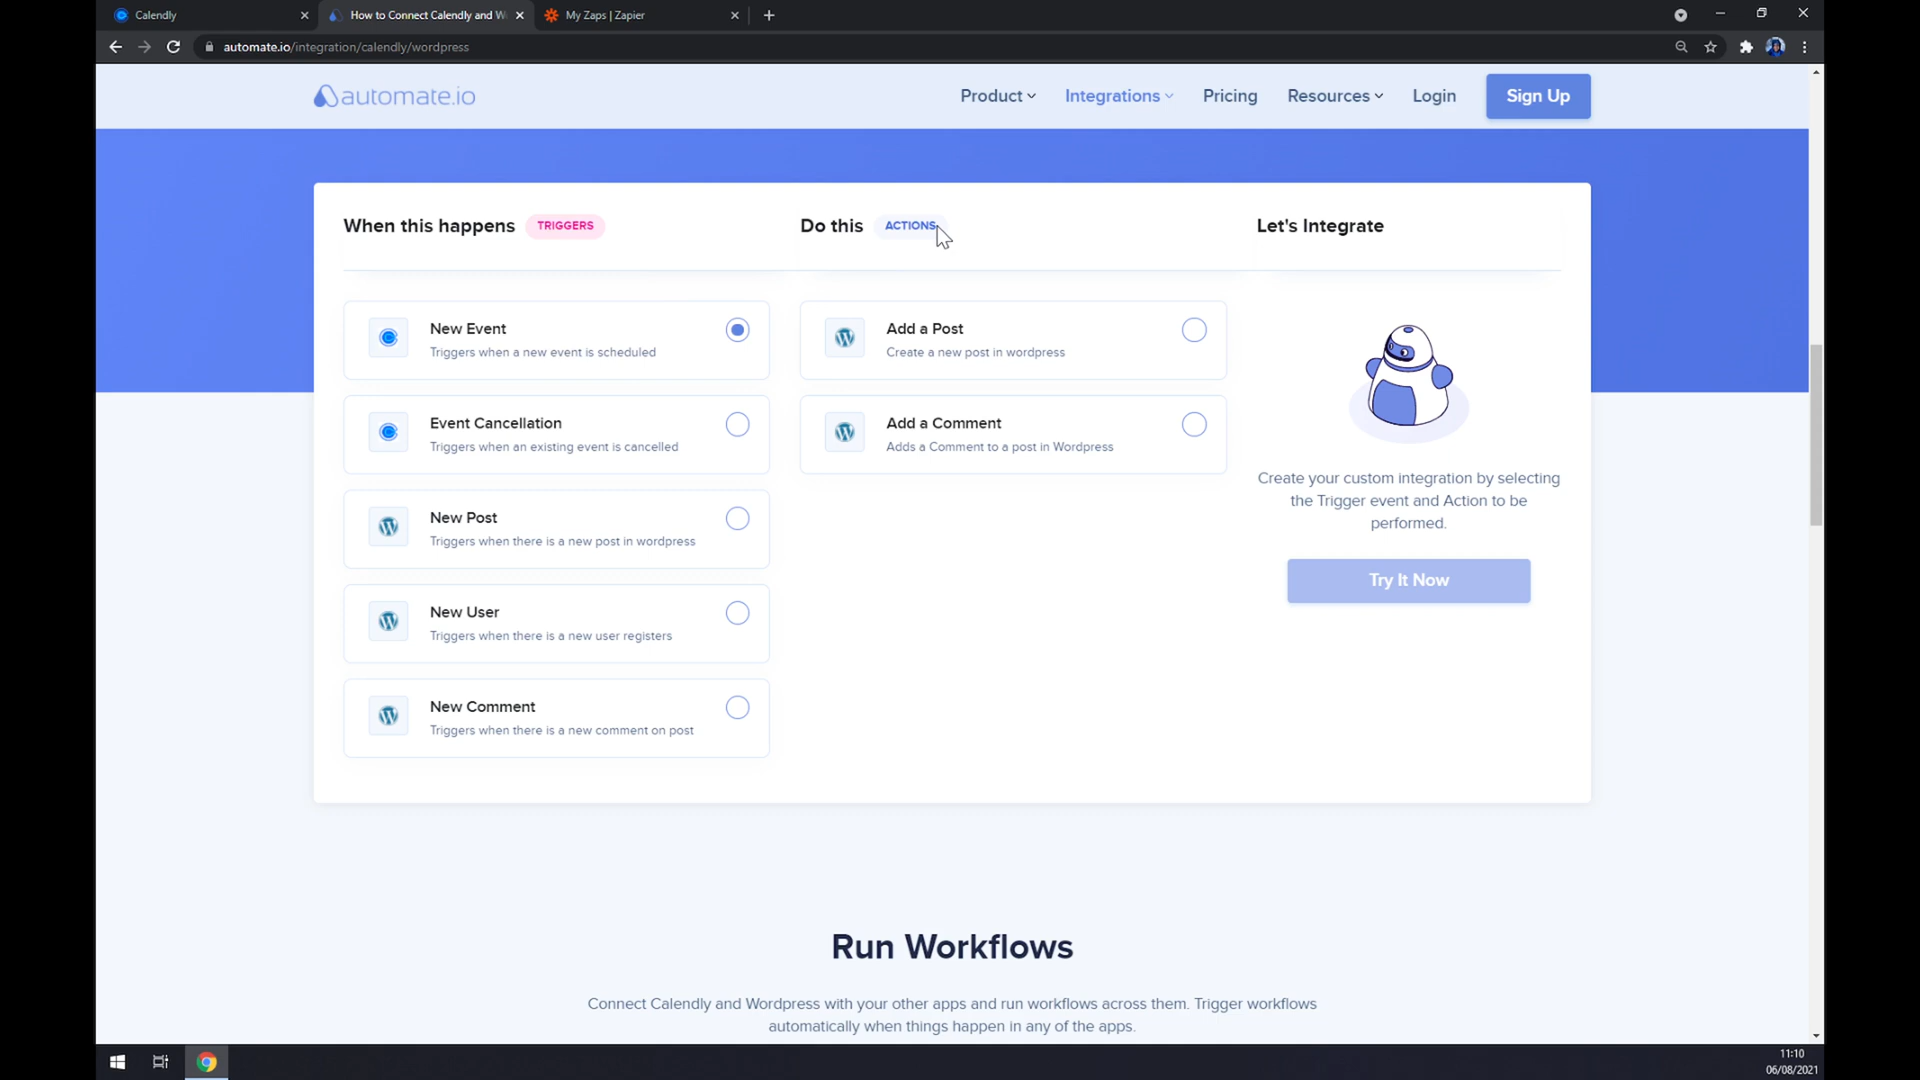 Calendly
How to Connect Calendly and W
My Zaps | Zapier
automate.io/integration/calendly/wordpress
automate.io
Product
Integrations
Pricing
Resources
Login
Sign Up
When this happens TRIGGERS
Do this ACTIONS
Let's Integrate
New Event
Triggers when a new event is scheduled
Event Cancellation
Triggers when an existing event is cancelled
New Post
Triggers when there is a new post in wordpress
New User
Triggers when there is a new user registers
New Comment
Triggers when there is a new comment on post
Add a Post
Create a new post in wordpress
Add a Comment
Adds a Comment to a post in Wordpress
Create your custom integration by selecting
the Trigger event and Action to be
performed.
Try It Now
Run Workflows
Connect Calendly and Wordpress with your other apps and run workflows across them. Trigger workflows
automatically when things happen in any of the apps.
11:10
06/08/2021